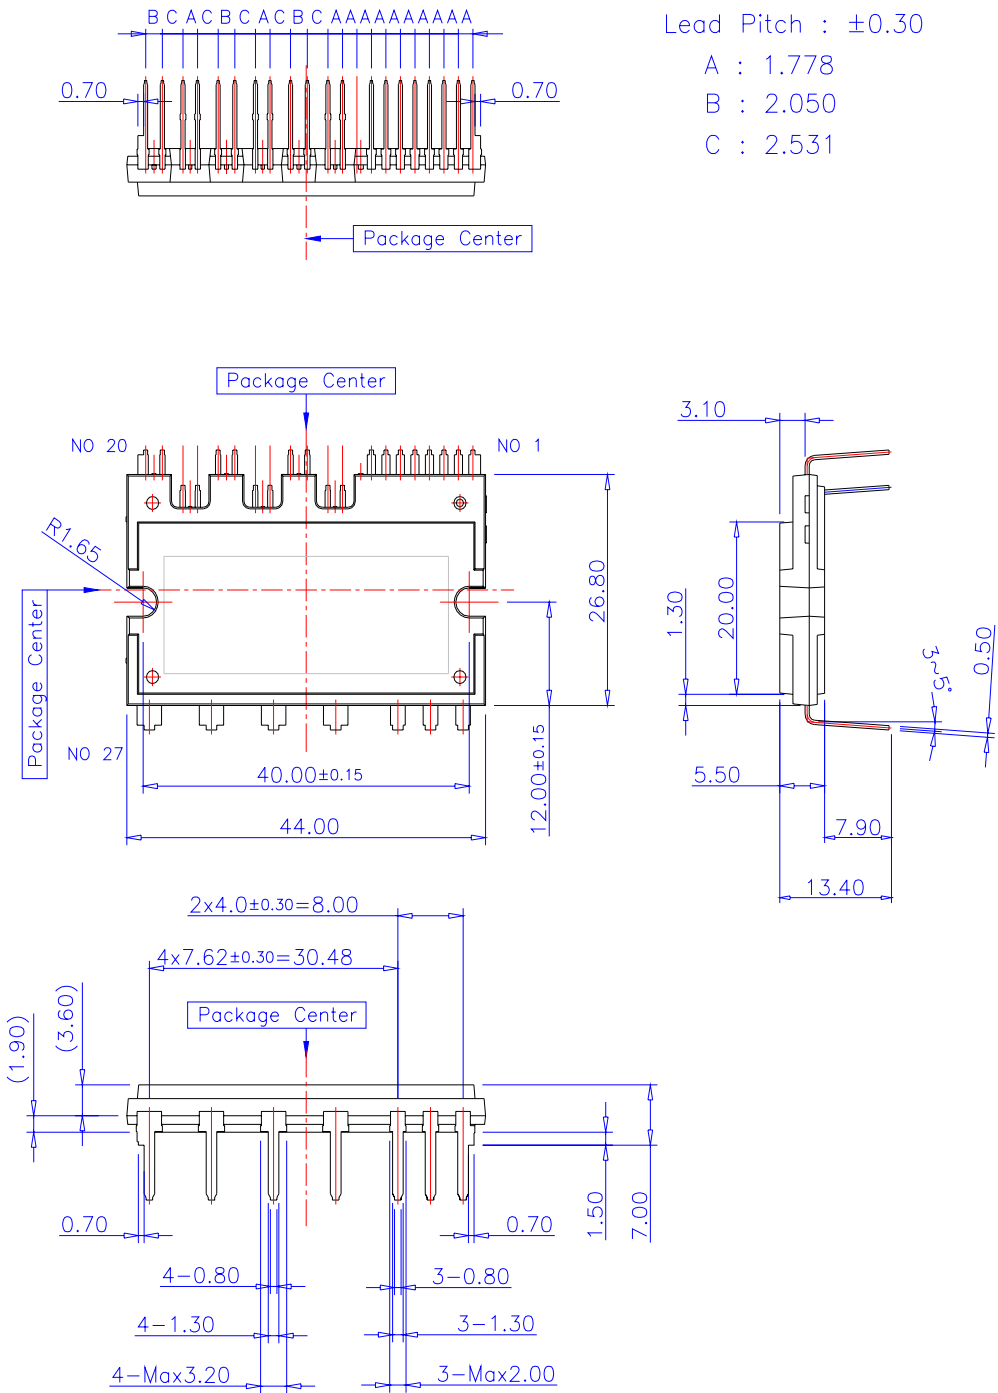 B C A C B C A C B C A A A A A A A A A A
Lead Pitch : ±0.30
A : 1.778
B : 2.050
C : 2.531
0.70
0.70
Package Center
Package Center
NO 20
NO 1
3.10
R1.65
Package Center
26.80
1.30
20.00
3~5°
0.50
NO 27
40.00±0.15
12.00±0.15
5.50
44.00
7.90
13.40
2x4.0±0.30=8.00
4x7.62±0.30=30.48
(3.60)
(1.90)
Package Center
1.50
7.00
0.70
0.70
4-0.80
3-0.80
4-1.30
3-1.30
4-Max3.20
3-Max2.00